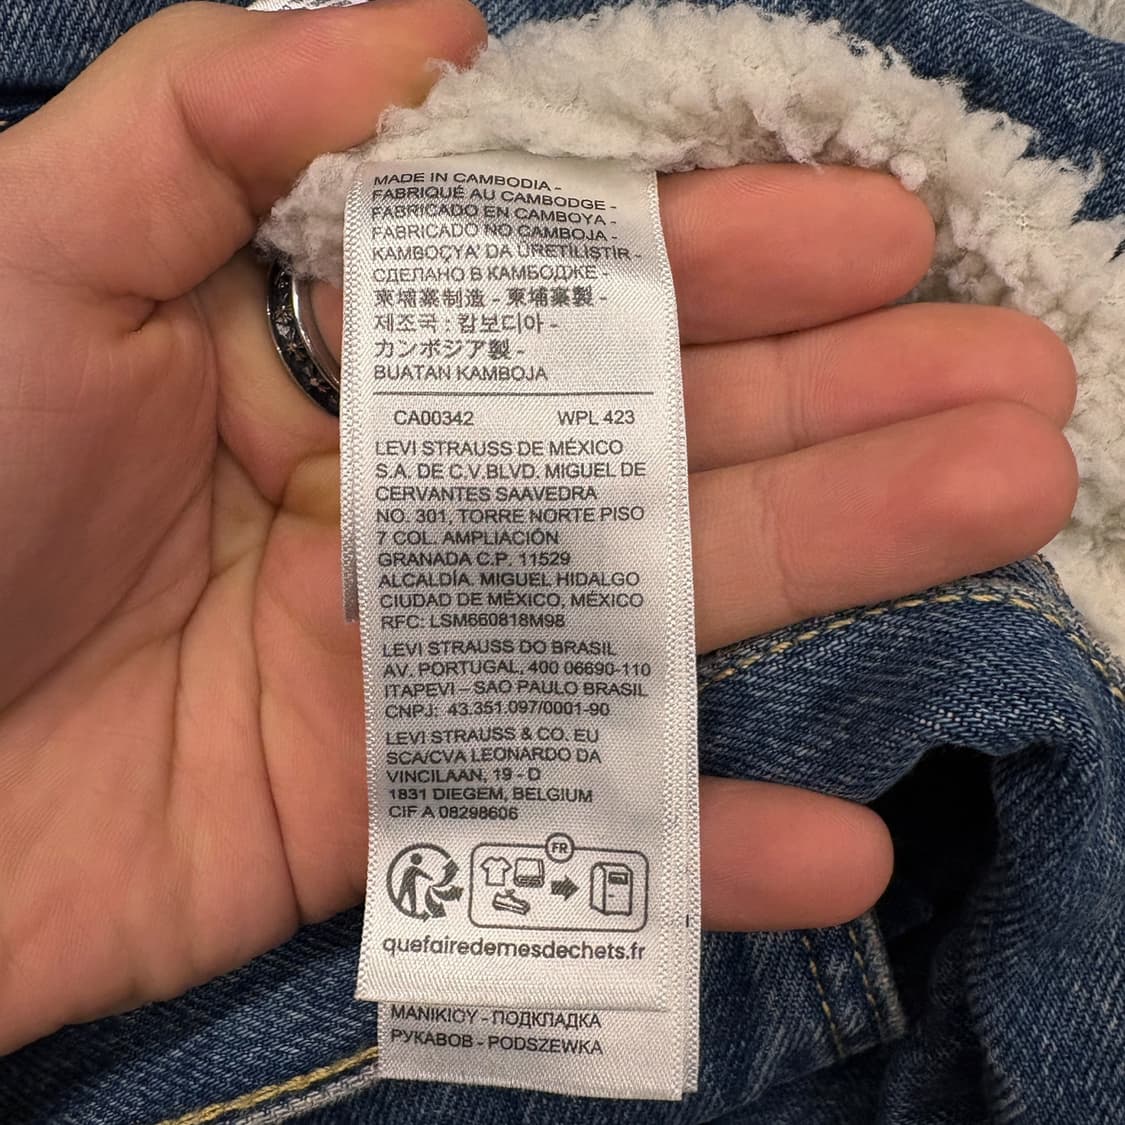 MADE IN CAMBODIA -
FABRIQUÉ AU CAMBODGE -
FABRICADO EN CAMBOYA -
FABRICADO NO CAMBOJA -
KAMBOÇYA' DA ÜRETİLİŞTİR -
СДЕЛАНО В КАМБОДЖЕ -
柬埔寨制造 - 柬埔寨製 -
제조국 : 캄보디아 -
カンボジア製 -
BUATAN KAMBOJA
CA00342 WPL 423
LEVI STRAUSS DE MÉXICO
S.A. DE C.V.BLVD. MIGUEL DE
CERVANTES SAAVEDRA
NO. 301, TORRE NORTE PISO
7 COL. AMPLIACIÓN
GRANADA C.P. 11529
ALCALDÍA. MIGUEL HIDALGO
CIUDAD DE MÉXICO, MÉXICO
RFC: LSM660818M98
LEVI STRAUSS DO BRASIL
AV. PORTUGAL, 400 06690-110
ITAPEVI – SAO PAULO BRASIL
CNPJ: 43.351.097/0001-90
LEVI STRAUSS & CO. EU
SCA/CVA LEONARDO DA
VINCILAAN, 19 - D
1831 DIEGEM, BELGIUM
CIF A 08298606
FR
quefairedemesdechets.fr
MANKIETY - ПОДКЛАДКА
РУКАВОВ - PODSZEWKA